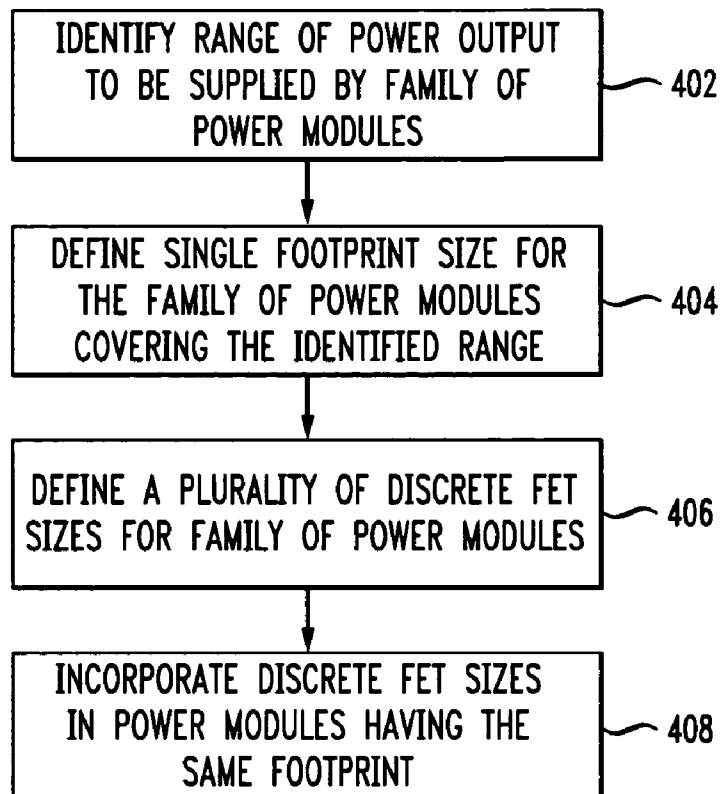 IDENTIFY RANGE OF POWER OUTPUT
TO BE SUPPLIED BY FAMILY OF
POWER MODULES
402
DEFINE SINGLE FOOTPRINT SIZE FOR
THE FAMILY OF POWER MODULES
COVERING THE IDENTIFIED RANGE
404
DEFINE A PLURALITY OF DISCRETE FET
SIZES FOR FAMILY OF POWER MODULES
406
INCORPORATE DISCRETE FET SIZES
IN POWER MODULES HAVING THE
SAME FOOTPRINT
408